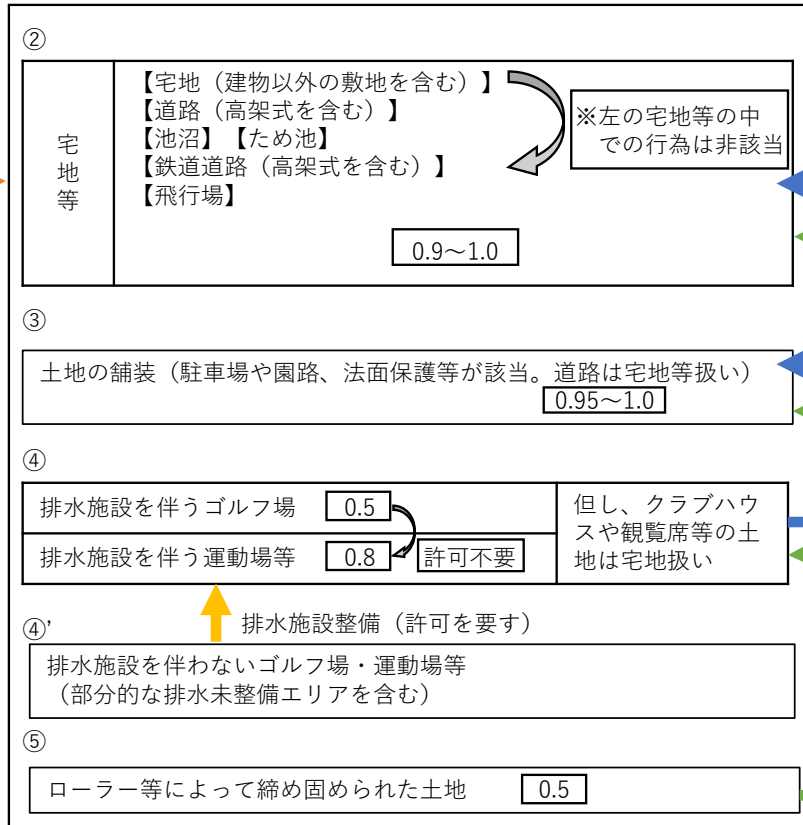 ②
宅地等
【宅地（建物以外の敷地を含む）】
【道路（高架式を含む）】
【池沼】【ため池】
【鉄道道路（高架式を含む）】
【飛行場】
※左の宅地等の中
での行為は非該当
0.9～1.0
③
土地の舗装（駐車場や園路、法面保護等が該当。道路は宅地等扱い）
0.95～1.0
④
排水施設を伴うゴルフ場 0.5
排水施設を伴う運動場等 0.8 許可不要
但し、クラブハウ
スや観覧席等の土
地は宅地扱い
排水施設整備（許可を要す）
④’
排水施設を伴わないゴルフ場・運動場等
（部分的な排水未整備エリアを含む）
⑤
ローラー等によって締め固められた土地 0.5